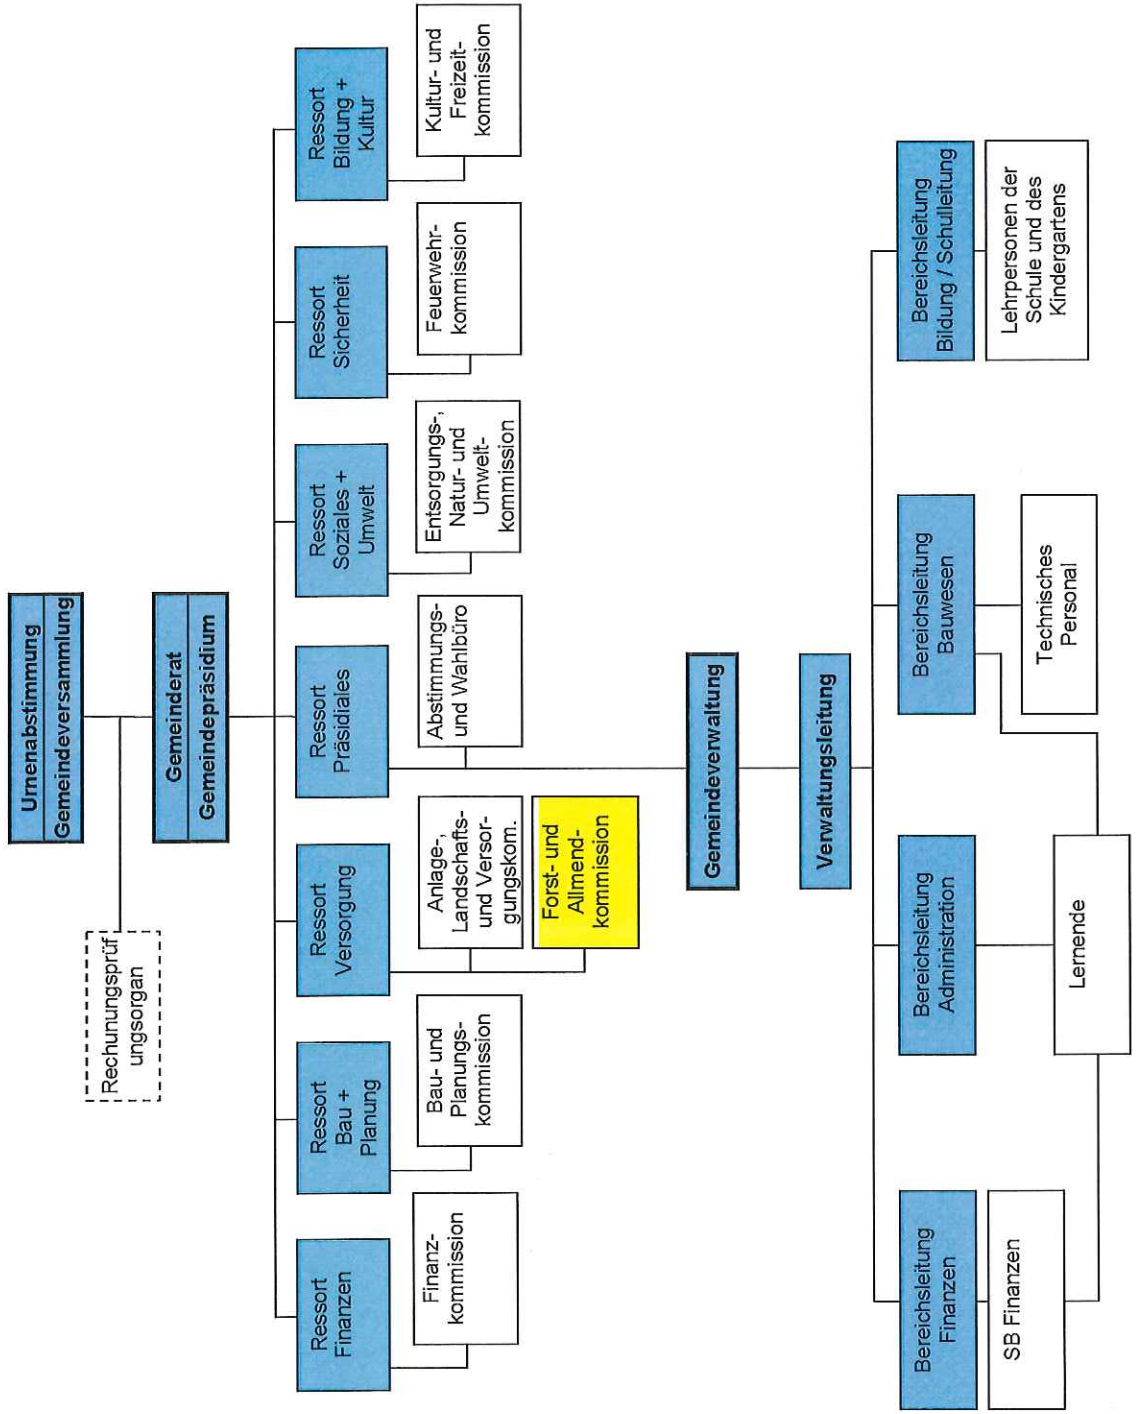 Urnenabstimmung
Gemeindeversammlung
Rechunungsprüf
ungsorgan
Gemeinderat
Gemeindepräsidium
Ressort
Finanzen
Ressort
Bau +
Planung
Ressort
Versorgung
Ressort
Präsidiales
Ressort
Soziales +
Umwelt
Ressort
Sicherheit
Ressort
Bildung +
Kultur
Finanz-
kommission
Bau- und
Planungs-
kommission
Anlage-,
Landschafts-
und Versor-
gungskom.
Forst- und
Allmend-
kommission
Abstimmungs-
und Wahlbüro
Entsorgungs-,
Natur- und
Umwelt-
kommission
Feuerwehr-
kommission
Kultur- und
Freizeit-
kommission
Gemeindeverwaltung
Verwaltungsleitung
Bereichsleitung
Finanzen
Bereichsleitung
Administration
Bereichsleitung
Bauwesen
Bereichsleitung
Bildung / Schulleitung
SB Finanzen
Lernende
Technisches
Personal
Lehrpersonen der
Schule und des
Kindergartens